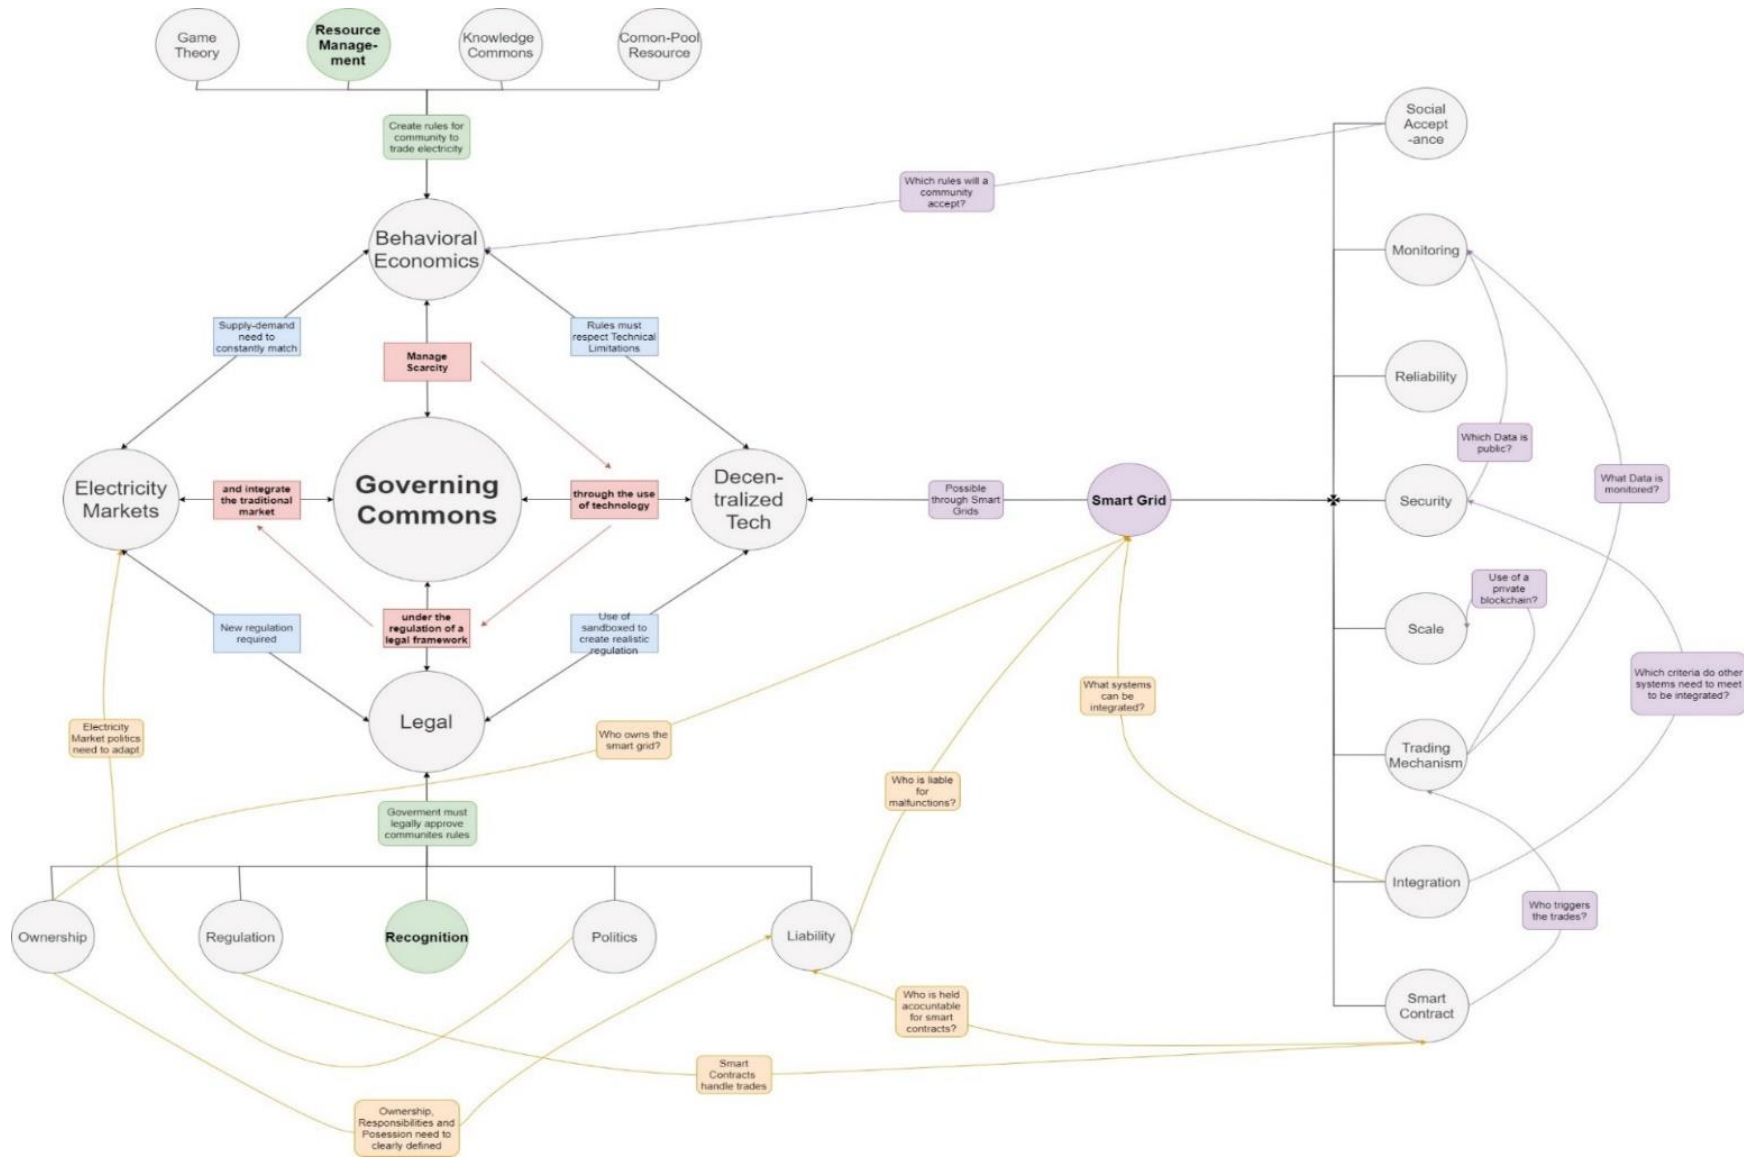 Game
Theory
Resource
Manage-
ment
Knowledge
Commons
Comon-Pool
Resource
Create rules for
community to
trade electricity
Social
Accept
-ance
Which rules will a
community
accept?
Behavioral
Economics
Monitoring
Supply-demand
need to
constantly match
Rules must
respect Technical
Limitations
Manage
Scarcity
Reliability
Which Data is
public?
Electricity
Markets
and integrate
the traditional
market
Governing
Commons
through the use
of technology
Decen-
tralized
Tech
Possible
through Smart
Grids
Smart Grid
Security
What Data is
monitored?
Use of a
private
blockchain?
New regulation
required
under the
regulation of a
legal framework
Use of
sandboxed to
create realistic
regulation
Scale
Which criteria do other
systems need to meet
to be integrated?
What systems
can be
integrated?
Legal
Electricity
Market politics
need to adapt
Who owns the
smart grid?
Trading
Mechanism
Who is liable
for
malfunctions?
Goverment must
legally approve
communites rules
Integration
Who triggers
the trades?
Ownership
Regulation
Recognition
Politics
Liability
Who is held
acocuntable
for smart
contracts?
Smart
Contract
Smart
Contracts
handle trades
Ownership,
Responsibilities and
Posession need to
clearly defined